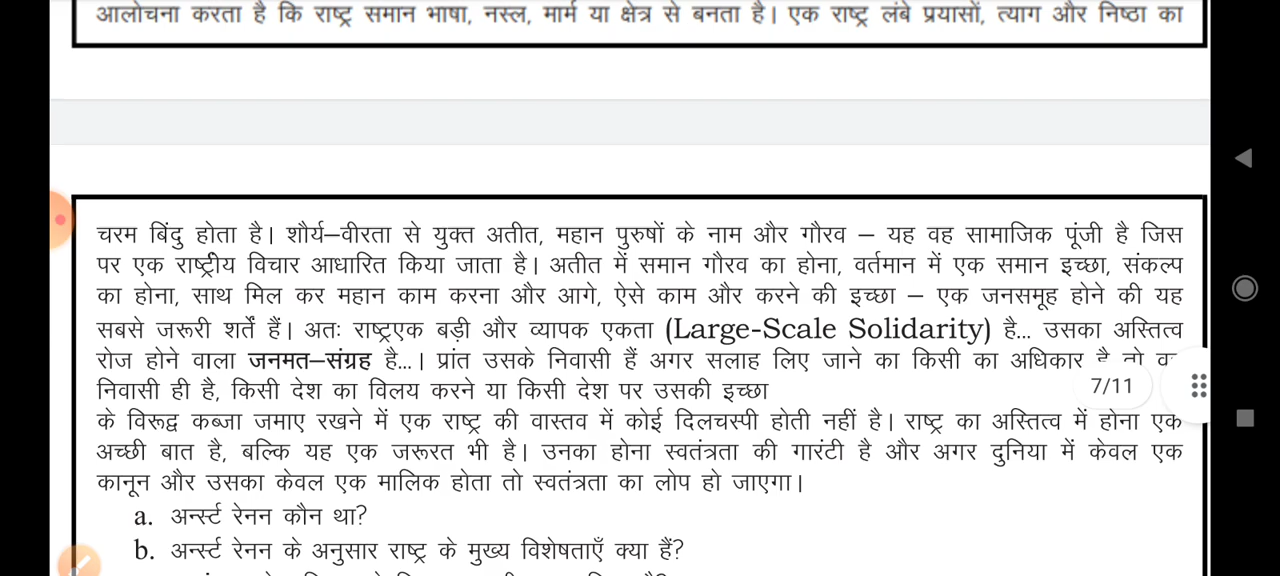 आलोचना करता है कि राष्ट्र समान भाषा, नस्ल, मार्म या क्षेत्र से बनता है। एक राष्ट्र लंबे प्रयासों, त्याग और निष्ठा का
चरम बिंदु होता है। शौर्य–वीरता से युक्त अतीत, महान पुरुषों के नाम और गौरव – यह वह सामाजिक पूंजी है जिस
पर एक राष्ट्रीय विचार आधारित किया जाता है। अतीत में समान गौरव का होना, वर्तमान में एक समान इच्छा, संकल्प
का होना, साथ मिल कर महान काम करना और आगे, ऐसे काम और करने की इच्छा – एक जनसमूह होने की यह
सबसे जरूरी शर्तें हैं। अतः राष्ट्रएक बड़ी और व्यापक एकता (Large-Scale Solidarity) है... उसका अस्तित्व
रोज होने वाला जनमत–संग्रह है...। प्रांत उसके निवासी हैं अगर सलाह लिए जाने का किसी का अधिकार
निवासी ही है, किसी देश का विलय करने या किसी देश पर उसकी इच्छा
7/11
के विरूद्व कब्जा जमाए रखने में एक राष्ट्र की वास्तव में कोई दिलचस्पी होती नहीं है। राष्ट्र का अस्तित्व में होना एक
अच्छी बात है, बल्कि यह एक जरूरत भी है। उनका होना स्वतंत्रता की गारंटी है और अगर दुनिया में केवल एक
कानून और उसका केवल एक मालिक होता तो स्वतंत्रता का लोप हो जाएगा।
a. अर्न्स्ट रेनन कौन था?
b. अर्न्स्ट रेनन के अनुसार राष्ट्र के मुख्य विशेषताएँ क्या हैं?